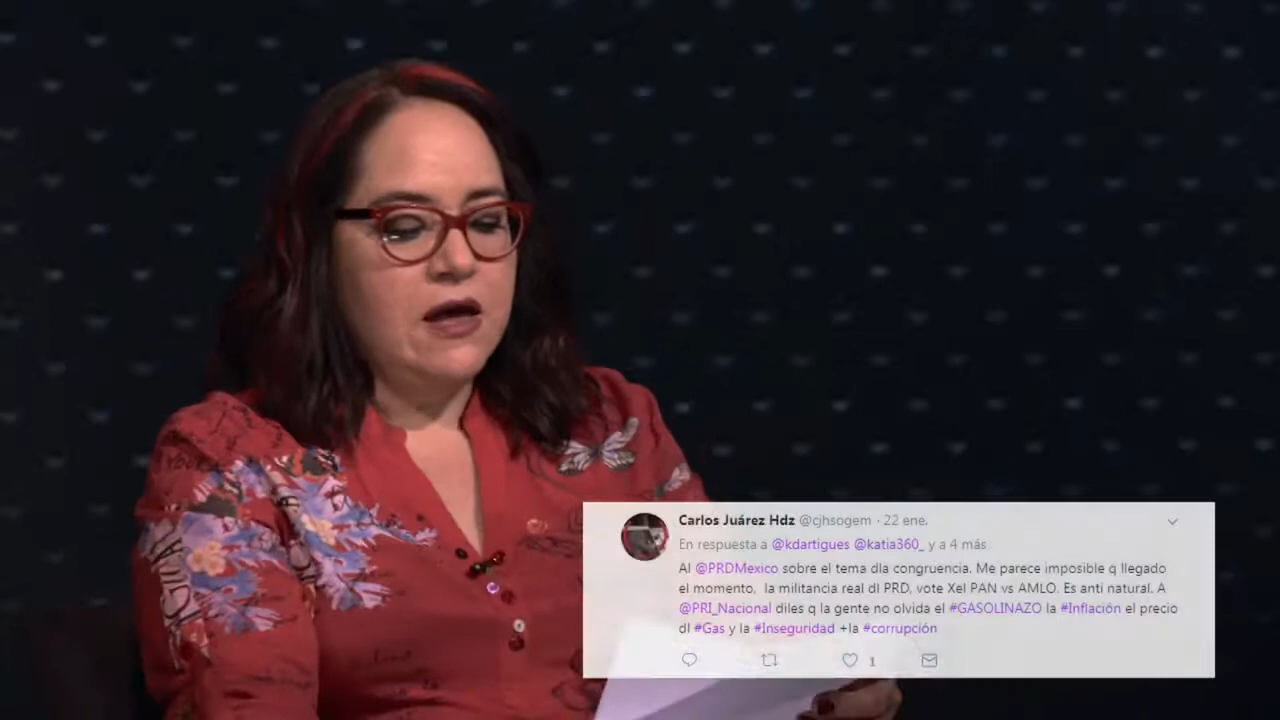 Carlos Juárez Hdz @cjhsogem · 22 ene.
En respuesta a @kdartigues @katia360_ y a 4 más
Al @PRDMexico sobre el tema dla congruencia. Me parece imposible q llegado
el momento, la militancia real dl PRD, vote Xel PAN vs AMLO. Es anti natural. A
@PRI_Nacional diles q la gente no olvida el #GASOLINAZO la #Inflación el precio
dl #Gas y la #Inseguridad +la #corrupción
1